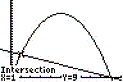 Intersection
X=1 Y=9